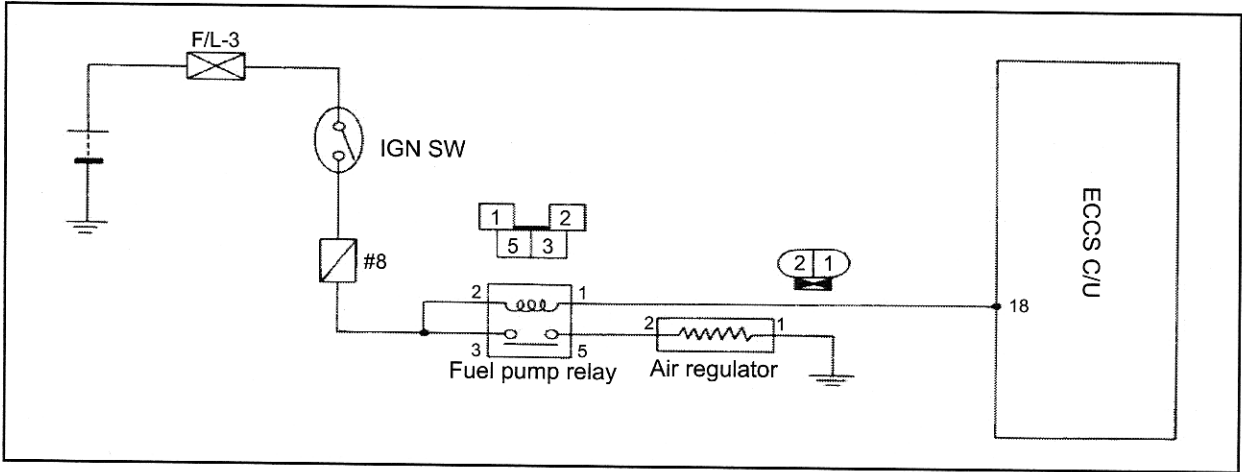 F/L-3
IGN SW
#8
1 2
5 3
2 1
2 1
18
2 1
3 5
Fuel pump relay
Air regulator
ECCS C/U